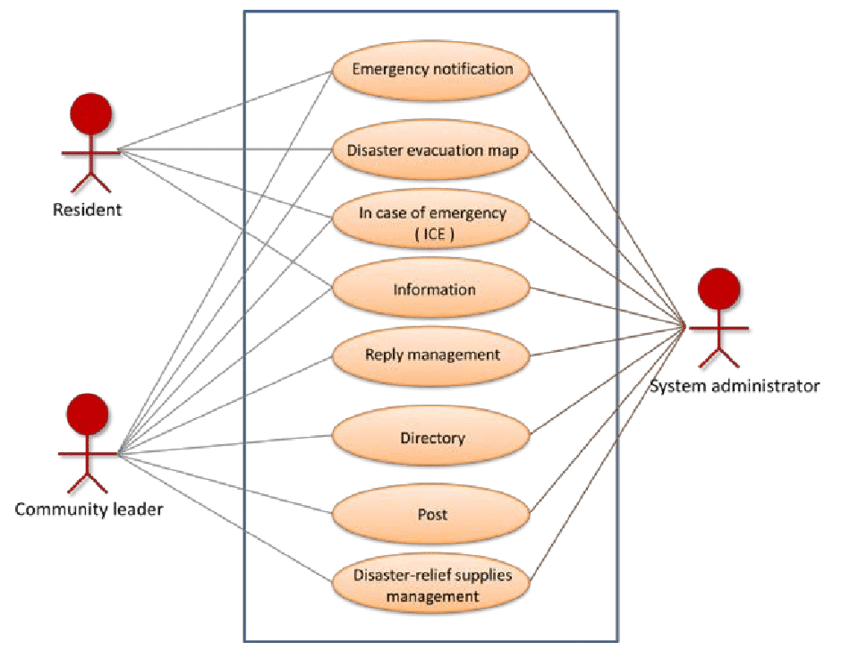 Emergency notification
Disaster evacuation map
Resident
In case of emergency
( ICE )
Information
Reply management
System administrator
Directory
Community leader
Post
Disaster-relief supplies
management